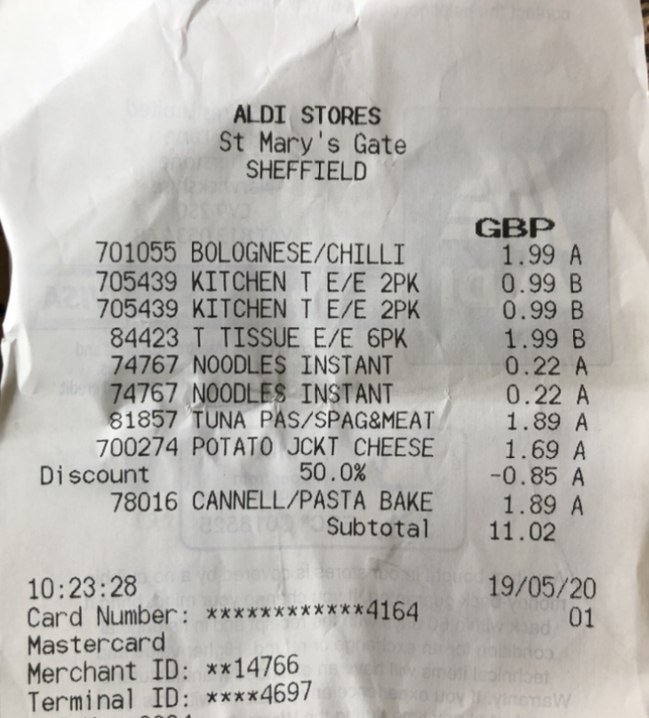 ALDI STORES
St Mary's Gate
SHEFFIELD
GBP
701055 BOLOGNESE/CHILLI 1.99 A
705439 KITCHEN T E/E 2PK 0.99 B
705439 KITCHEN T E/E 2PK 0.99 B
84423 T TISSUE E/E 6PK 1.99 B
74767 NOODLES INSTANT 0.22 A
74767 NOODLES INSTANT 0.22 A
81857 TUNA PAS/SPAG&MEAT 1.89 A
700274 POTATO JCKT CHEESE 1.69 A
Discount 50.0% -0.85 A
78016 CANNELL/PASTA BAKE 1.89 A
Subtotal 11.02
10:23:28 19/05/20
Card Number: ************4164 01
Mastercard
Merchant ID: **14766
Terminal ID: ****4697